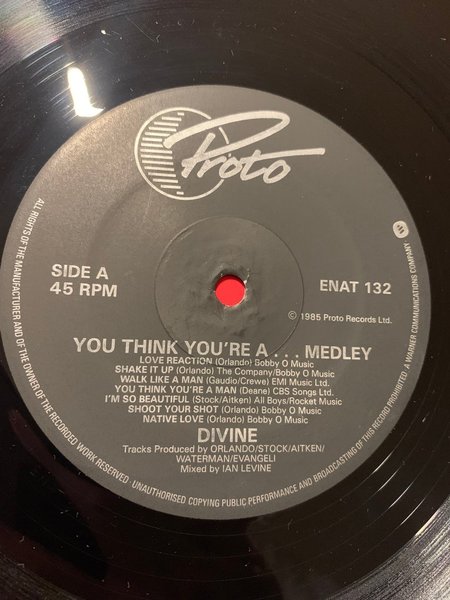 Proto
SIDE A
45 RPM
ENAT 132
© 1985 Proto Records Ltd.
YOU THINK YOU'RE A . . . MEDLEY
LOVE REACTION (Orlando) Bobby O Music
SHAKE IT UP (Orlando) The Company/Bobby O Music
WALK LIKE A MAN (Gaudio/Crewe) EMI Music Ltd.
YOU THINK YOU'RE A MAN (Deane) CBS Songs Ltd.
I'M SO BEAUTIFUL (Stock/Aitken) All Boys/Rocket Music
SHOOT YOUR SHOT (Orlando) Bobby O Music
NATIVE LOVE (Orlando) Bobby O Music
DIVINE
Tracks Produced by ORLANDO/STOCK/AITKEN/
WATERMAN/EVANGELI
Mixed by IAN LEVINE
ALL RIGHTS OF THE MANUFACTURER AND OF THE OWNER OF THE RECORDED WORK RESERVED. UNAUTHORISED COPYING PUBLIC PERFORMANCE AND BROADCASTING OF THIS RECORD PROHIBITED. A WARNER COMMUNICATIONS COMPANY